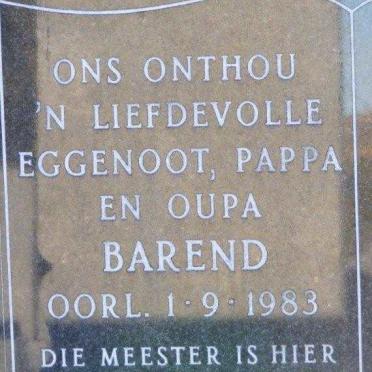 ONS ONTHOU
'N LIEFDEVOLLE
EGGENOOT, PAPPA
EN OUPA
BAREND
OORL. 1·9·1983
DIE MEESTER IS HIER